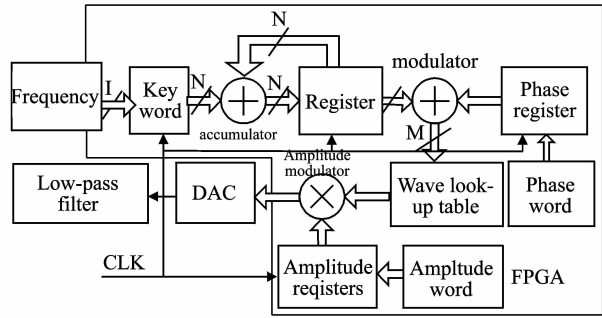 N
modulator
Frequency
I
Key
word
N
N
Register
Phase
register
accumulator
M
Amplitude
modulator
Low-pass
filter
DAC
Wave look-
up table
Phase
word
CLK
Amplitude
reqisters
Ampltude
word
FPGA